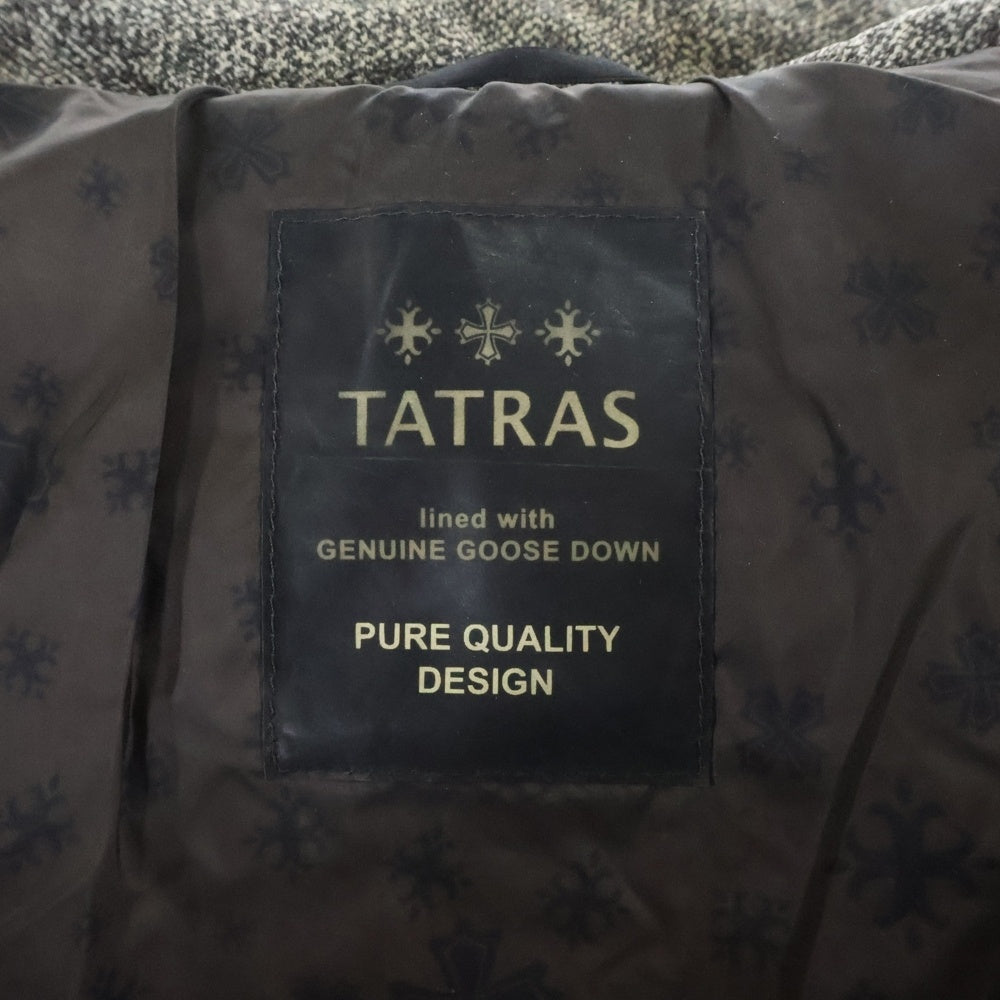 TATRAS
lined with
GENUINE GOOSE DOWN
PURE QUALITY
DESIGN